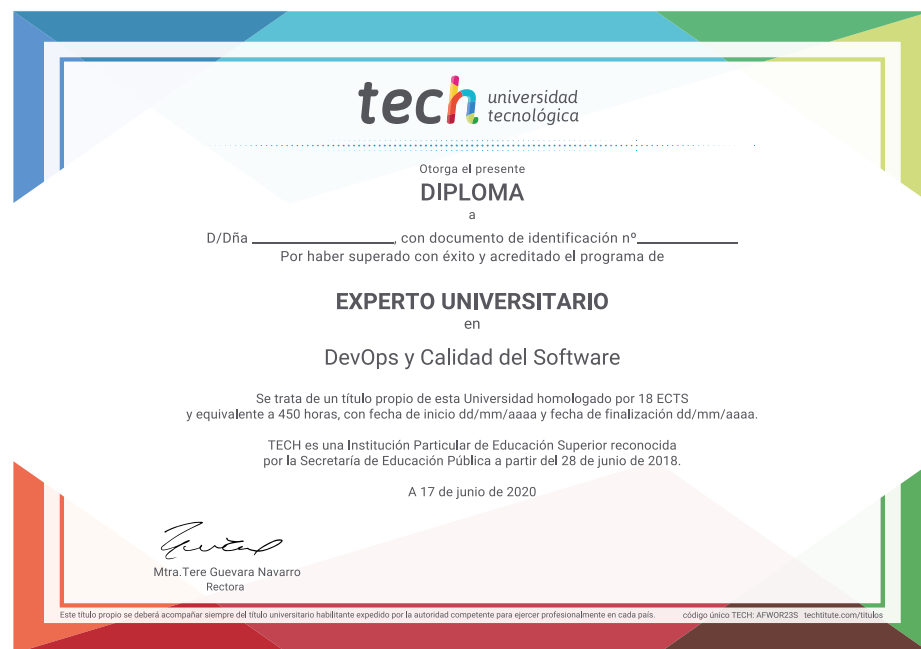 tech universidad
tecnológica
Otorga el presente
DIPLOMA
a
D/Dña ____________________, con documento de identificación nº______________
Por haber superado con éxito y acreditado el programa de
EXPERTO UNIVERSITARIO
en
DevOps y Calidad del Software
Se trata de un título propio de esta Universidad homologado por 18 ECTS
y equivalente a 450 horas, con fecha de inicio dd/mm/aaaa y fecha de finalización dd/mm/aaaa.
TECH es una Institución Particular de Educación Superior reconocida
por la Secretaría de Educación Pública a partir del 28 de junio de 2018.
A 17 de junio de 2020
Mtra.Tere Guevara Navarro
Rectora
Este título propio se deberá acompañar siempre del título universitario habilitante expedido por la autoridad competente para ejercer profesionalmente en cada país. código único TECH: AFWOR23S techtitute.com/titulos